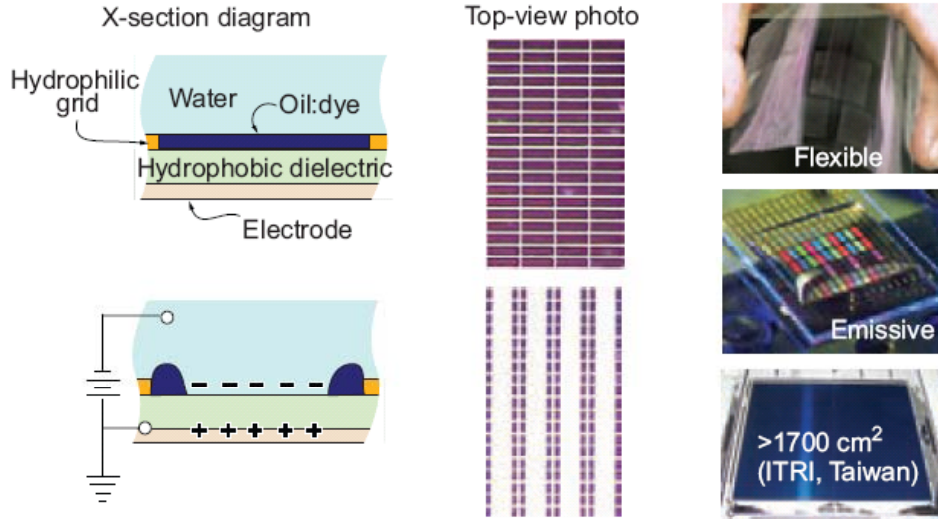 X-section diagram
Top-view photo
Hydrophilic
grid
Water
Oil:dye
Hydrophobic dielectric
Electrode
– – – – –
+ + + + +
Flexible
Emissive
>1700 cm²
(ITRI, Taiwan)